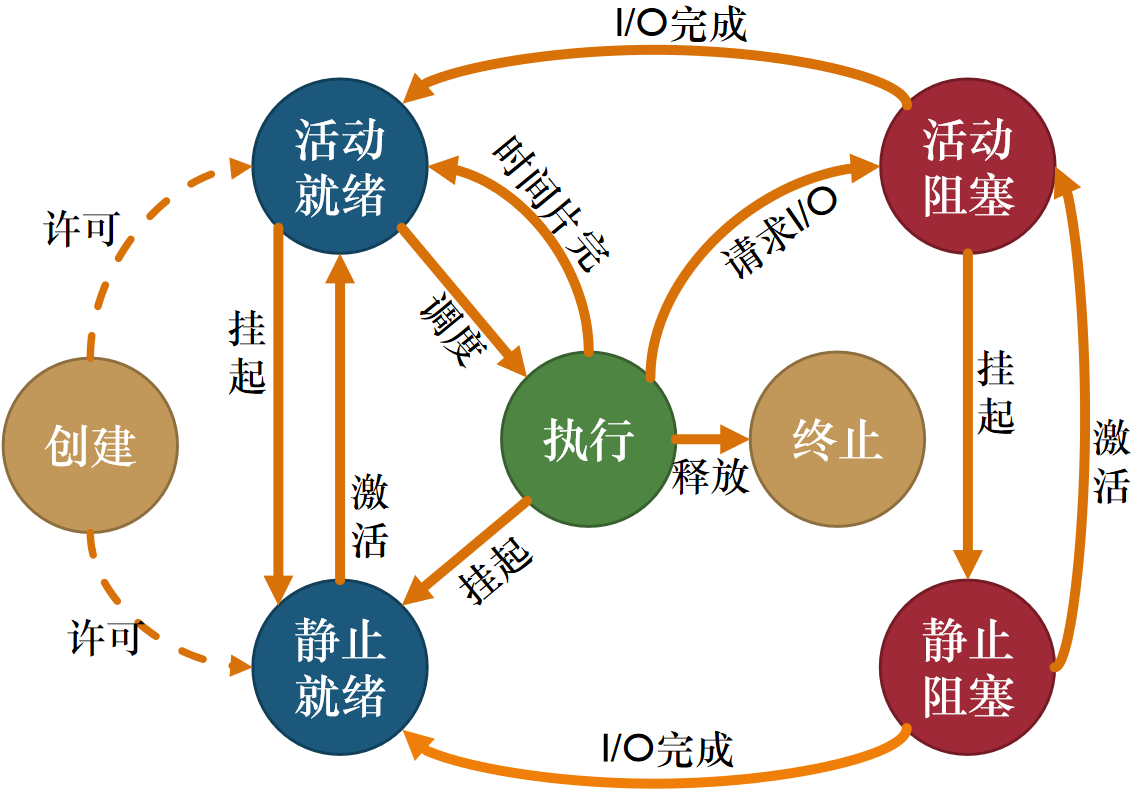 I/O完成
活动
就绪
时间片完
请求I/O
活动
阻塞
许可
挂
起
调度
挂
起
创建
执行
释放
终止
激
活
激
活
挂起
许可
静止
就绪
静止
阻塞
I/O完成